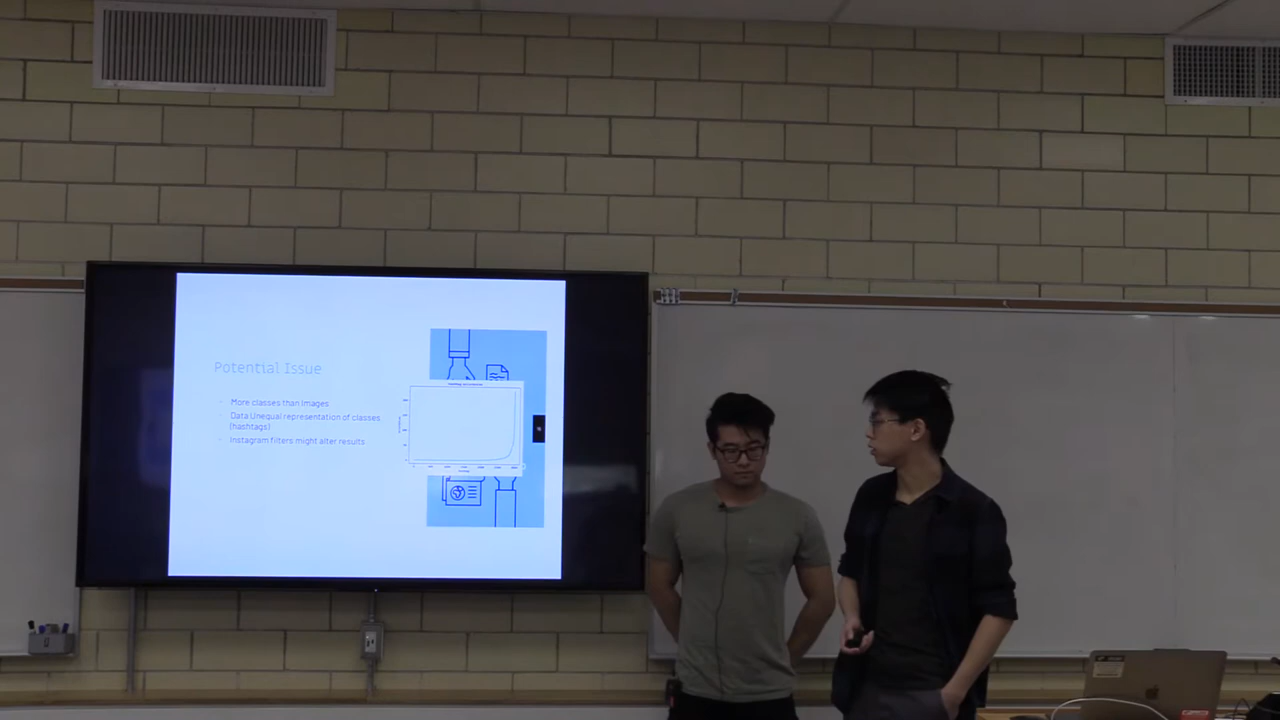 Potential Issue
More classes than Images
Data Unequal representation of classes
(hashtags)
Instagram filters might alter results